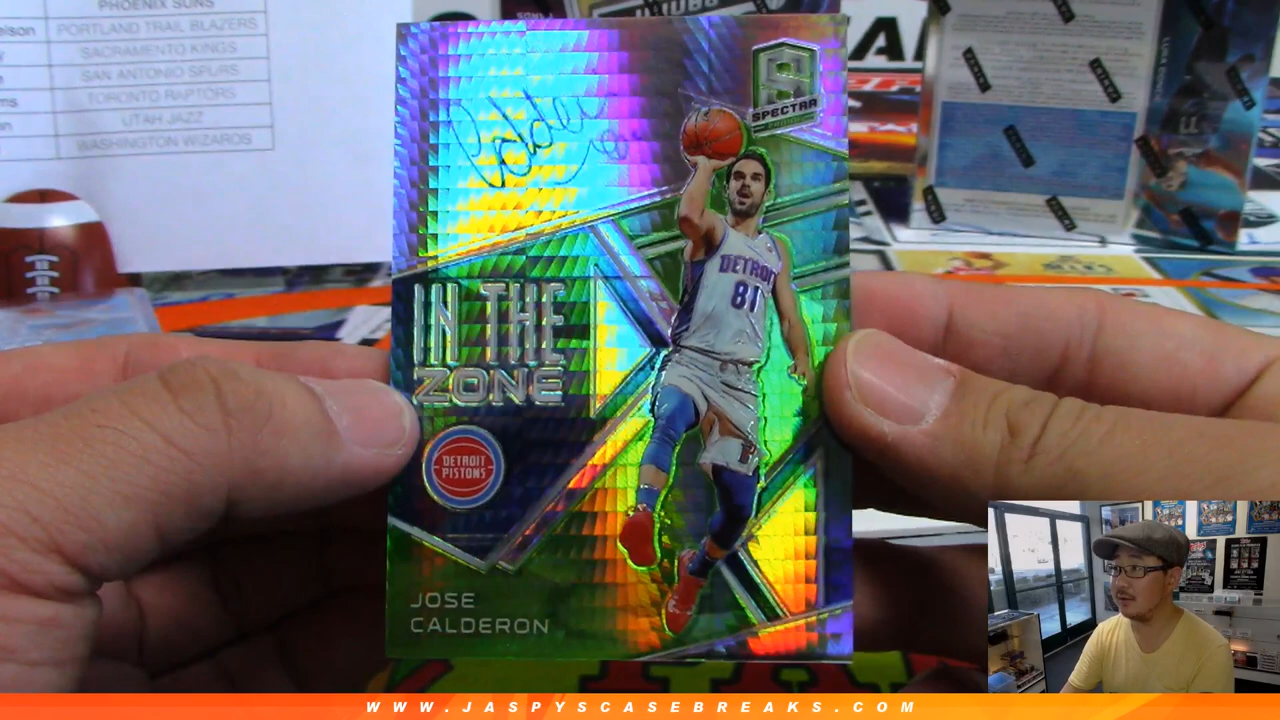 PHOENIX SUNS
PORTLAND TRAIL BLAZERS
SACRAMENTO KINGS
SAN ANTONIO SPURS
TORONTO RAPTORS
UTAH JAZZ
WASHINGTON WIZARDS
S
SPECTRA
Calderon
DETROIT
81
IN THE
ZONE
DETROIT
PISTONS
JOSE
CALDERON
WWW.JASPYSCASEBREAKS.COM